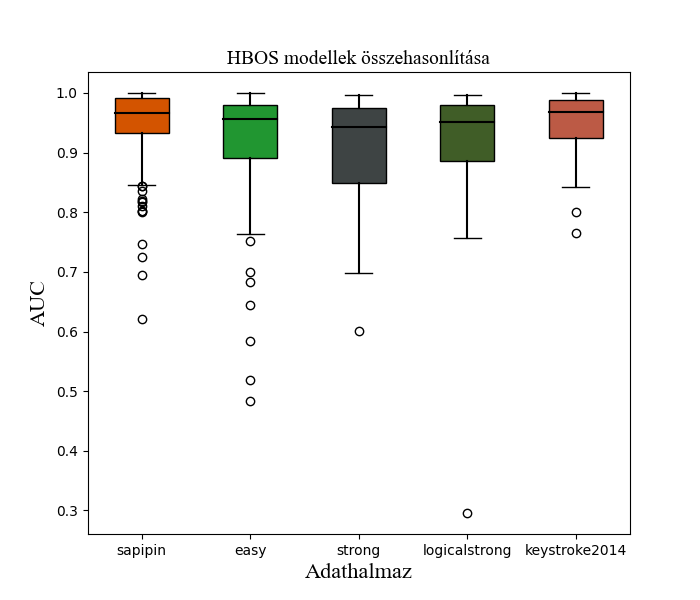 HBOS modellek összehasonlítása
AUC
1.0
0.9
0.8
0.7
0.6
0.5
0.4
0.3
sapipin easy strong logicalstrong keystroke2014
Adathalmaz